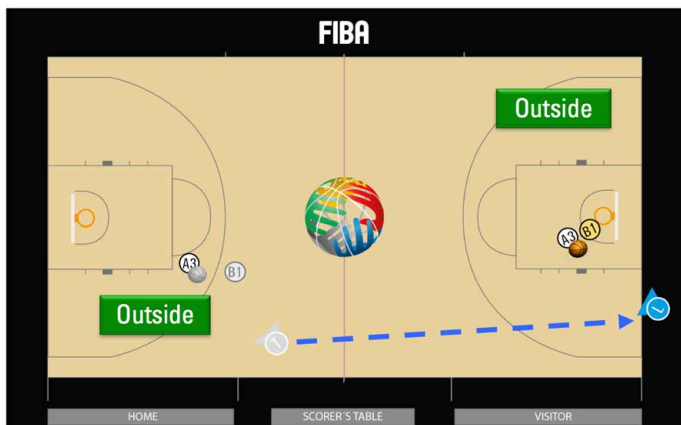 FIBA
Outside
A3
B1
A3
B1
Outside
T
L
HOME
SCORER´S TABLE
VISITOR